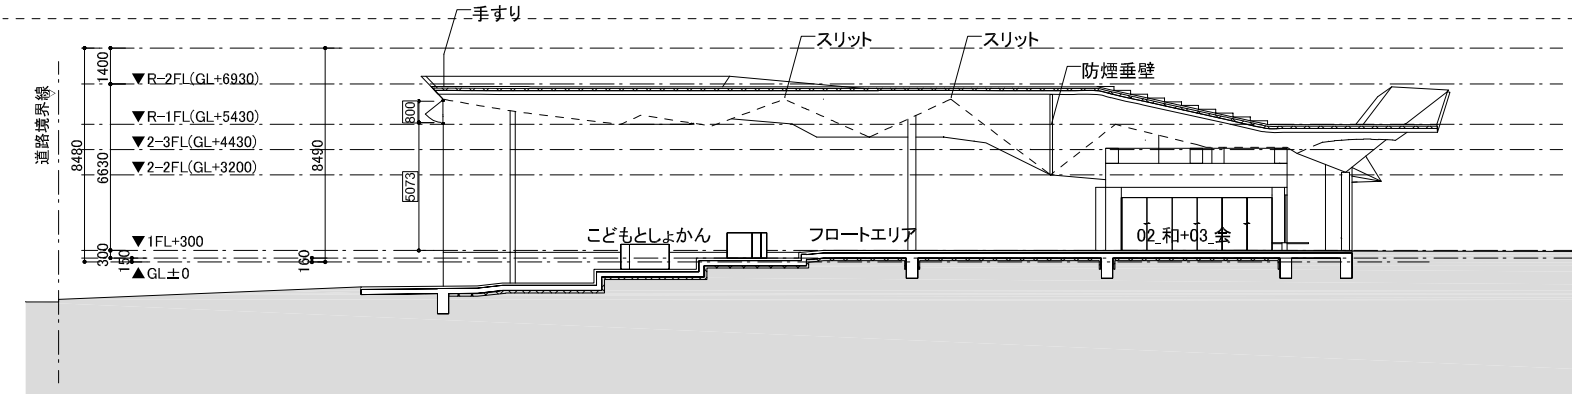 手すり
スリット
スリット
防煙垂壁
道路境界線
1400
8480
6630
300
150
▼R-2FL(GL+6930)
▼R-1FL(GL+5430)
▼2-3FL(GL+4430)
▼2-2FL(GL+3200)
▼1FL+300
▲GL±0
8490
160
800
5073
こどもとしょかん
フロートエリア
02_和+03_会